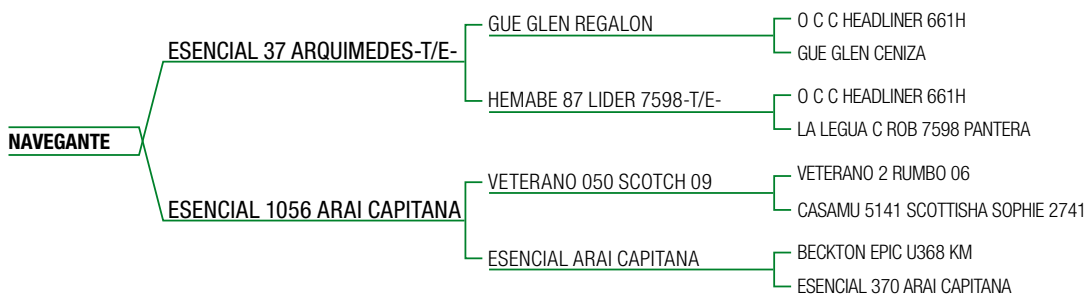 GUE GLEN REGALON
O C C HEADLINER 661H
GUE GLEN CENIZA
ESENCIAL 37 ARQUIMEDES-T/E-
HEMABE 87 LIDER 7598-T/E-
O C C HEADLINER 661H
LA LEGUA C ROB 7598 PANTERA
NAVEGANTE
VETERANO 050 SCOTCH 09
VETERANO 2 RUMBO 06
CASAMU 5141 SCOTTISHA SOPHIE 2741
ESENCIAL 1056 ARAI CAPITANA
ESENCIAL ARAI CAPITANA
BECKTON EPIC U368 KM
ESENCIAL 370 ARAI CAPITANA